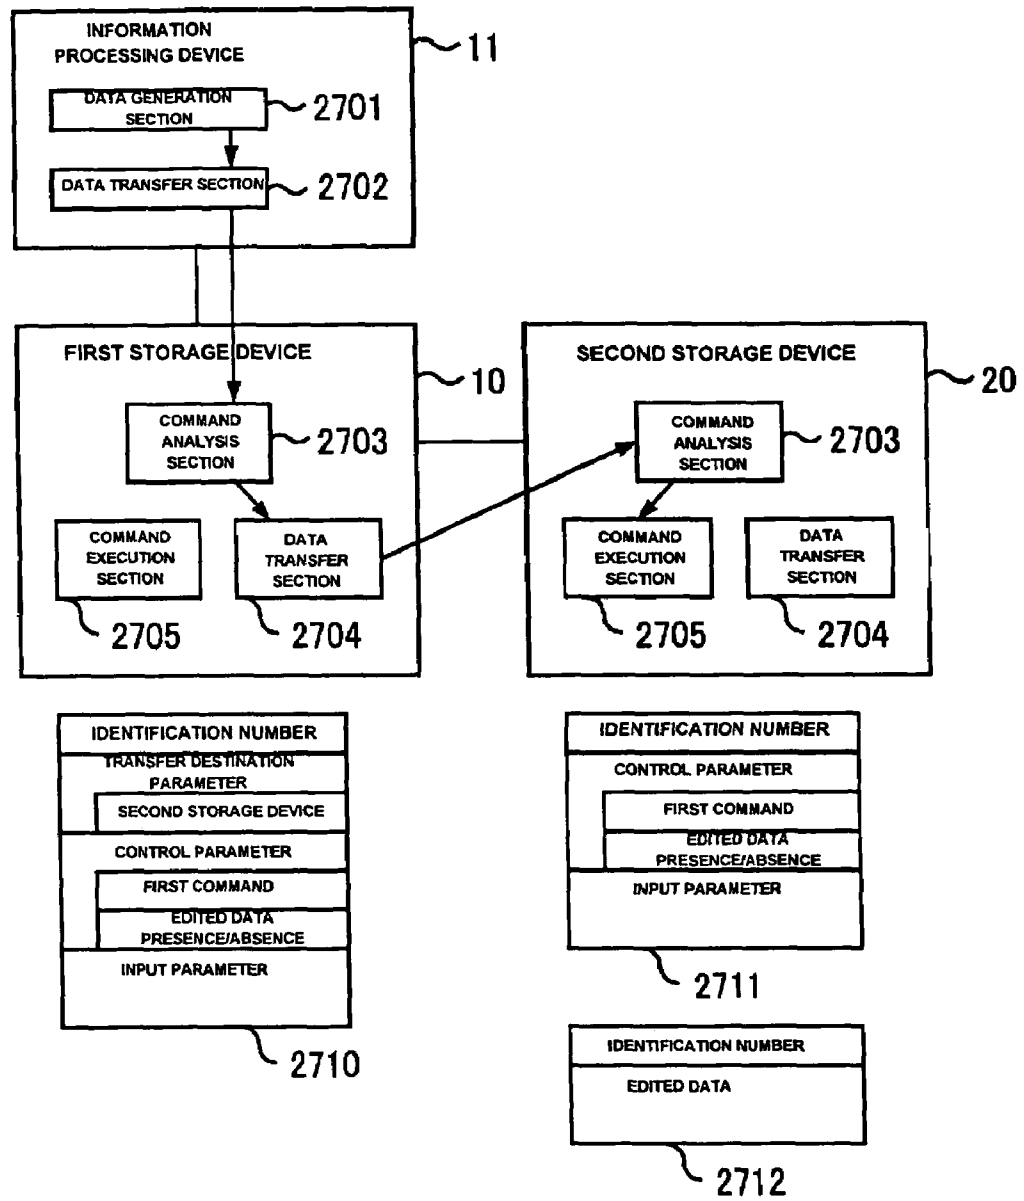 INFORMATION
PROCESSING DEVICE
11
DATA GENERATION
SECTION
2701
DATA TRANSFER SECTION
2702
FIRST STORAGE DEVICE
10
COMMAND
ANALYSIS
SECTION
2703
COMMAND
EXECUTION
SECTION
2705
DATA
TRANSFER
SECTION
2704
SECOND STORAGE DEVICE
20
COMMAND
ANALYSIS
SECTION
2703
COMMAND
EXECUTION
SECTION
2705
DATA
TRANSFER
SECTION
2704
IDENTIFICATION NUMBER
TRANSFER DESTINATION
PARAMETER
SECOND STORAGE DEVICE
CONTROL PARAMETER
FIRST COMMAND
EDITED DATA
PRESENCE/ABSENCE
INPUT PARAMETER
2710
IDENTIFICATION NUMBER
CONTROL PARAMETER
FIRST COMMAND
EDITED DATA
PRESENCE/ABSENCE
INPUT PARAMETER
2711
IDENTIFICATION NUMBER
EDITED DATA
2712